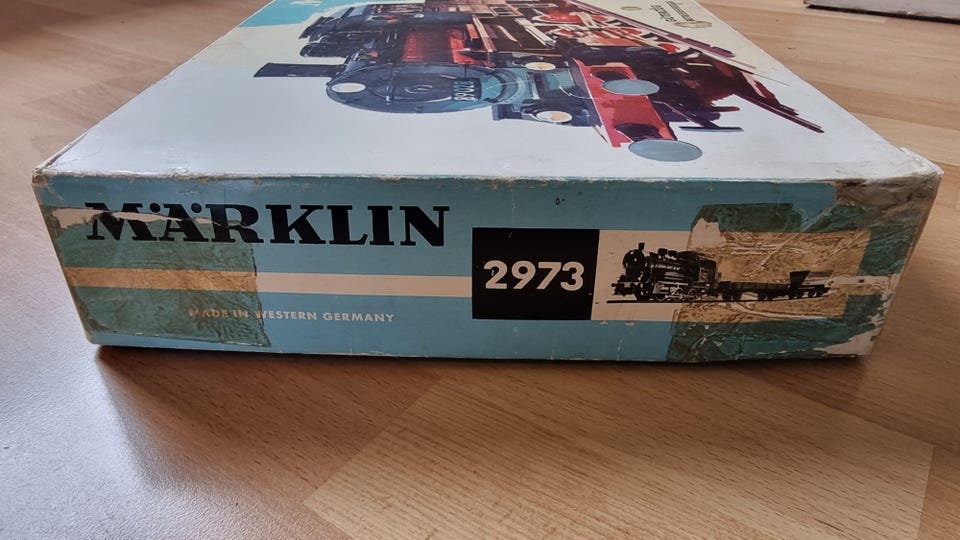 MÄRKLIN
2973
MADE IN WESTERN GERMANY